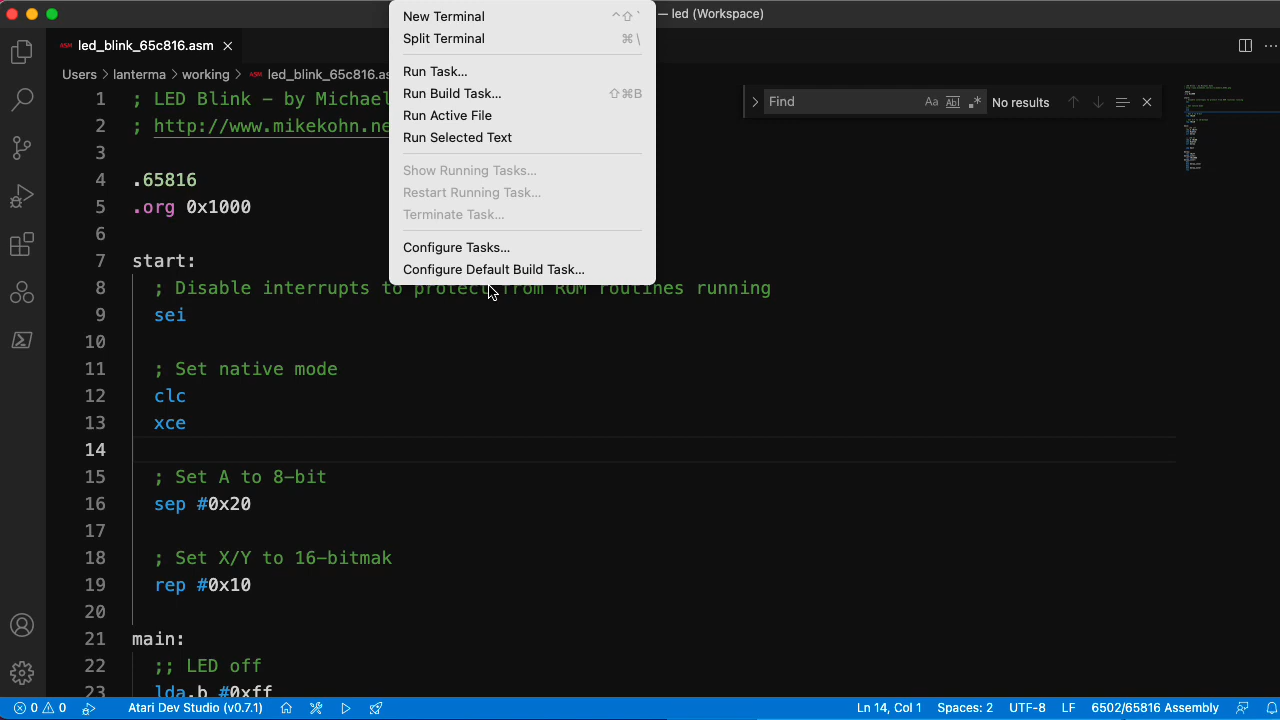 — led (Workspace)
New Terminal ^⇧`
Split Terminal ⌘\
Run Task...
Run Build Task... ⇧⌘B
Run Active File
Run Selected Text
Show Running Tasks...
Restart Running Task...
Terminate Task...
Configure Tasks...
Configure Default Build Task...
ASM led_blink_65c816.asm
Users > lanterma > working > ASM led_blink_65c816.as
Find Aa Abl .* No results
1 ; LED Blink - by Michael
2 ; http://www.mikekohn.ne
3
4 .65816
5 .org 0x1000
6
7 start:
8 ; Disable interrupts to protect from ROM routines running
9 sei
10
11 ; Set native mode
12 clc
13 xce
14
15 ; Set A to 8-bit
16 sep #0x20
17
18 ; Set X/Y to 16-bitmak
19 rep #0x10
20
21 main:
22 ;; LED off
23 lda.b #0xff
0 0 Atari Dev Studio (v0.7.1) Ln 14, Col 1 Spaces: 2 UTF-8 LF 6502/65816 Assembly